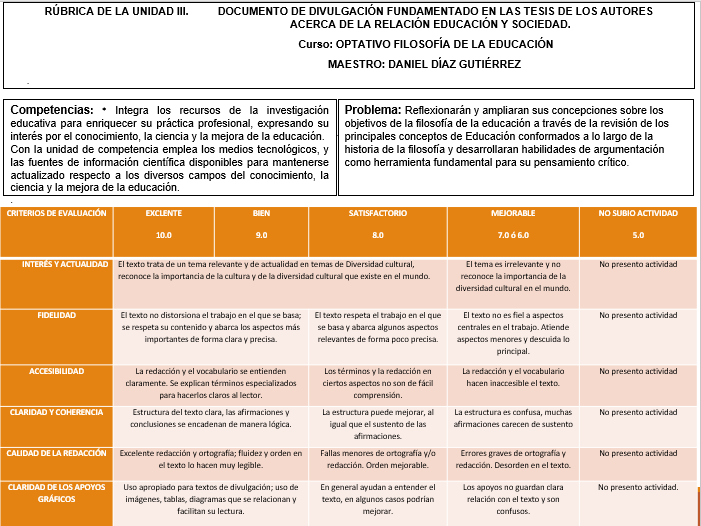 RÚBRICA DE LA UNIDAD III. DOCUMENTO DE DIVULGACIÓN FUNDAMENTADO EN LAS TESIS DE LOS AUTORES
ACERCA DE LA RELACIÓN EDUCACIÓN Y SOCIEDAD.
Curso: OPTATIVO FILOSOFÍA DE LA EDUCACIÓN
MAESTRO: DANIEL DÍAZ GUTIÉRREZ
.
Competencias: • Integra los recursos de la investigación
educativa para enriquecer su práctica profesional, expresando su
interés por el conocimiento, la ciencia y la mejora de la educación.
Con la unidad de competencia emplea los medios tecnológicos, y
las fuentes de información científica disponibles para mantenerse
actualizado respecto a los diversos campos del conocimiento, la
ciencia y la mejora de la educación.
Problema: Reflexionarán y ampliaran sus concepciones sobre los
objetivos de la filosofía de la educación a través de la revisión de los
principales conceptos de Educación conformados a lo largo de la
historia de la filosofía y desarrollaran habilidades de argumentación
como herramienta fundamental para su pensamiento crítico.
.
CRITERIOS DE EVALUACIÓN
EXCLENTE
10.0
BIEN
9.0
SATISFACTORIO
8.0
MEJORABLE
7.0 ó 6.0
NO SUBIO ACTIVIDAD
5.0
INTERÉS Y ACTUALIDAD
El texto trata de un tema relevante y de actualidad en temas de Diversidad cultural,
reconoce la importancia de la cultura y de la diversidad cultural que existe en el mundo.
El tema es irrelevante y no
reconoce la importancia de la
diversidad cultural en el mundo.
No presento actividad
FIDELIDAD
El texto no distorsiona el trabajo en el que se basa;
se respeta su contenido y abarca los aspectos más
importantes de forma clara y precisa.
El texto respeta el trabajo en el que
se basa y abarca algunos aspectos
relevantes de forma poco precisa.
El texto no es fiel a aspectos
centrales en el trabajo. Atiende
aspectos menores y descuida lo
principal.
No presento actividad
ACCESIBILIDAD
La redacción y el vocabulario se entienden
claramente. Se explican términos especializados
para hacerlos claros al lector.
Los términos y la redacción en
ciertos aspectos no son de fácil
comprensión.
La redacción y el vocabulario
hacen inaccesible el texto.
No presento actividad
CLARIDAD Y COHERENCIA
Estructura del texto clara, las afirmaciones y
conclusiones se encadenan de manera lógica.
La estructura puede mejorar, al
igual que el sustento de las
afirmaciones.
La estructura es confusa, muchas
afirmaciones carecen de sustento
No presento actividad
CALIDAD DE LA REDACCIÓN
Excelente redacción y ortografía; fluidez y orden en
el texto lo hacen muy legible.
Fallas menores de ortografía y/o
redacción. Orden mejorable.
Errores graves de ortografía y
redacción. Desorden en el texto.
No presento actividad
CLARIDAD DE LOS APOYOS
GRÁFICOS
Uso apropiado para textos de divulgación; uso de
imágenes, tablas, diagramas que se relacionan y
facilitan su lectura.
En general ayudan a entender el
texto, en algunos casos podrían
mejorar.
Los apoyos no guardan clara
relación con el texto y son
confusos.
No presento actividad.